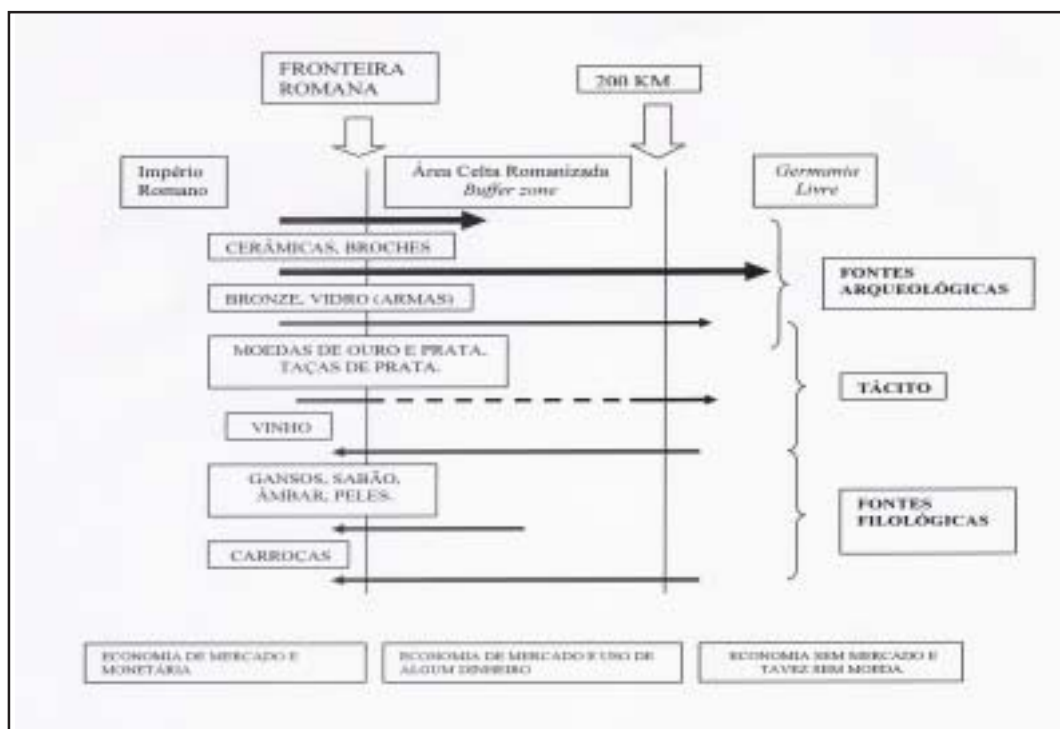 FRONTEIRA
ROMANA
200 KM.
Império
Romano
Área Celta Romanizada
Buffer zone
Germania
Livre
CERÂMICAS, BROCHES
BRONZE, VIDRO (ARMAS)
MOEDAS DE OURO E PRATA,
TAÇAS DE PRATA.
VINHO
GANSOS, SABÃO,
ÂMBAR, PELES.
CARROÇAS
FONTES
ARQUEOLÓGICAS
TÁCITO
FONTES
FILOLÓGICAS
ECONOMIA DE MERCADO E
MONETÁRIA
ECONOMIA DE MERCADO E USO DE
ALGUM DINHEIRO
ECONOMIA SEM MERCADO E
TAVEZ SEM MOEDA.